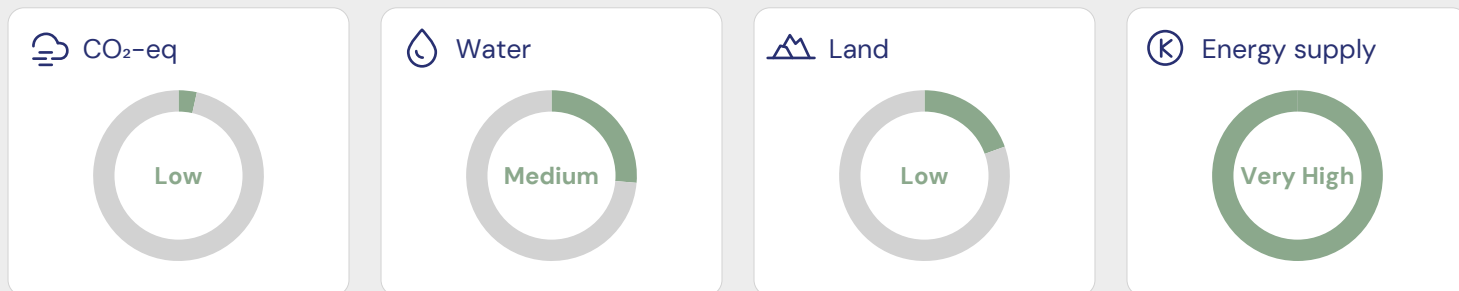 CO₂-eq
Water
Land
Energy supply
Low
Medium
Low
Very High